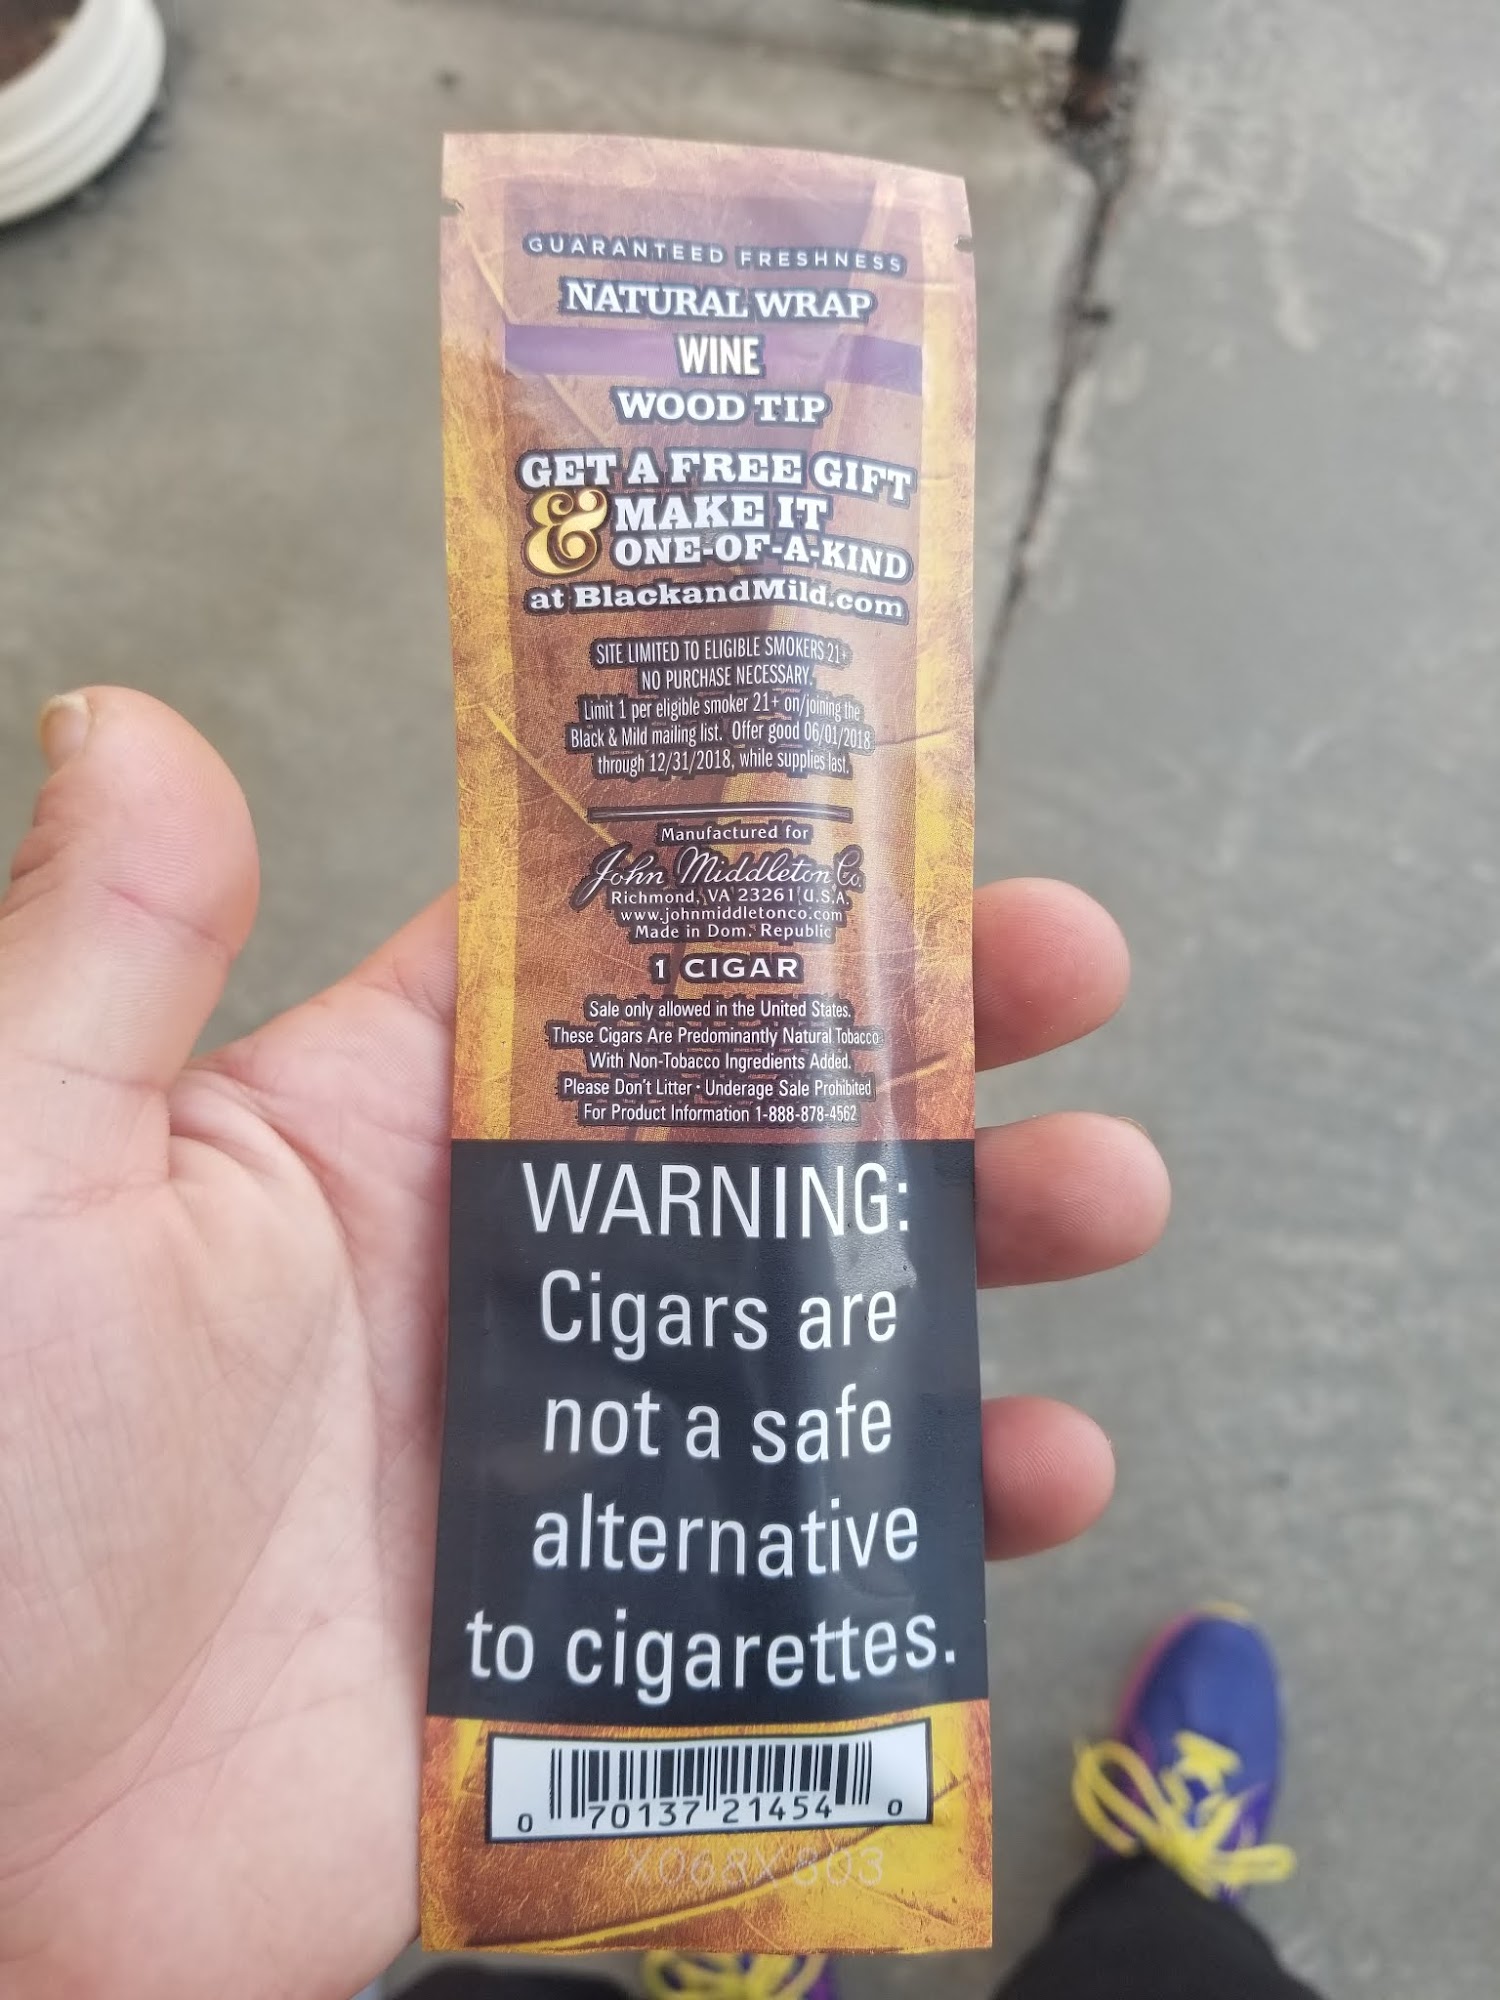 GUARANTEED FRESHNESS
NATURAL WRAP
WINE
WOOD TIP
GET A FREE GIFT
& MAKE IT
ONE-OF-A-KIND
at BlackandMild.com
SITE LIMITED TO ELIGIBLE SMOKERS 21+
NO PURCHASE NECESSARY.
Limit 1 per eligible smoker 21+ on/joining the
Black & Mild mailing list. Offer good 06/01/2018
through 12/31/2018, while supplies last.
Manufactured for
John Middleton Co.
Richmond, VA 23261 U.S.A.
www.johnmiddletonco.com
Made in Dom. Republic
1 CIGAR
Sale only allowed in the United States.
These Cigars Are Predominantly Natural Tobacco
With Non-Tobacco Ingredients Added.
Please Don't Litter • Underage Sale Prohibited
For Product Information 1-888-878-4562
WARNING:
Cigars are
not a safe
alternative
to cigarettes.
0 70137 21454 0
X068X803